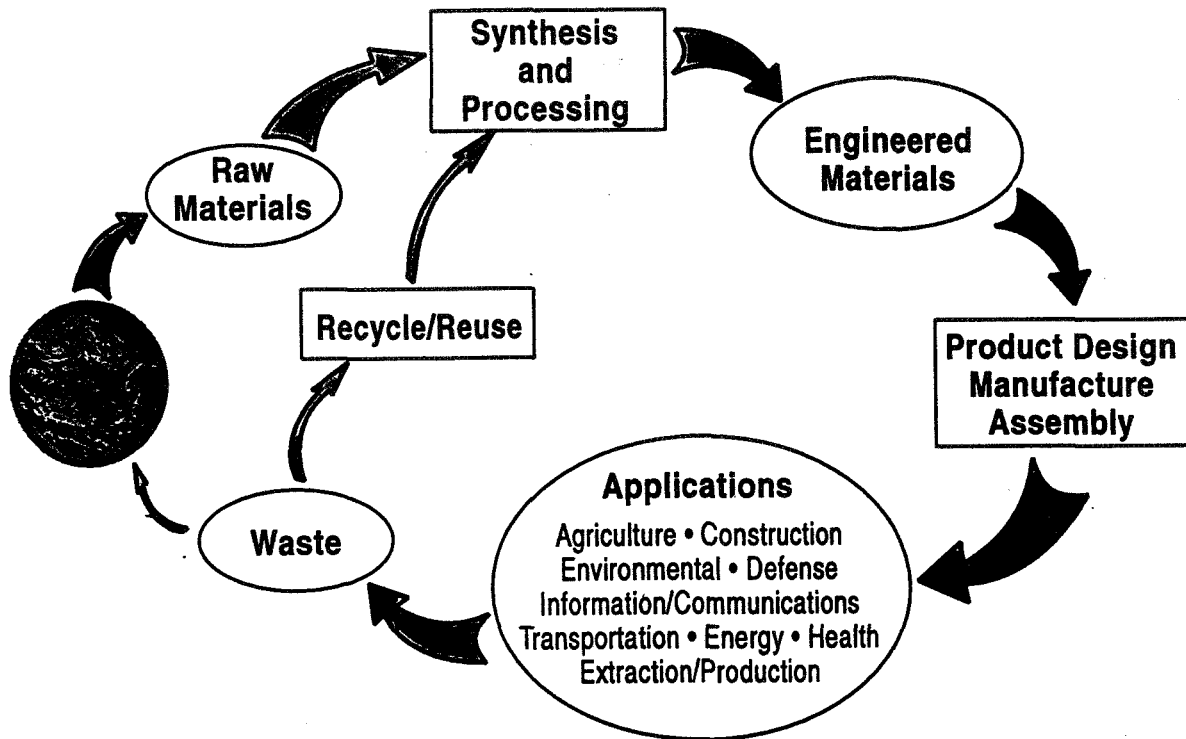 Synthesis
and
Processing
Engineered
Materials
Raw
Materials
Recycle/Reuse
Product Design
Manufacture
Assembly
Applications
Agriculture • Construction
Environmental • Defense
Information/Communications
Transportation • Energy • Health
Extraction/Production
Waste